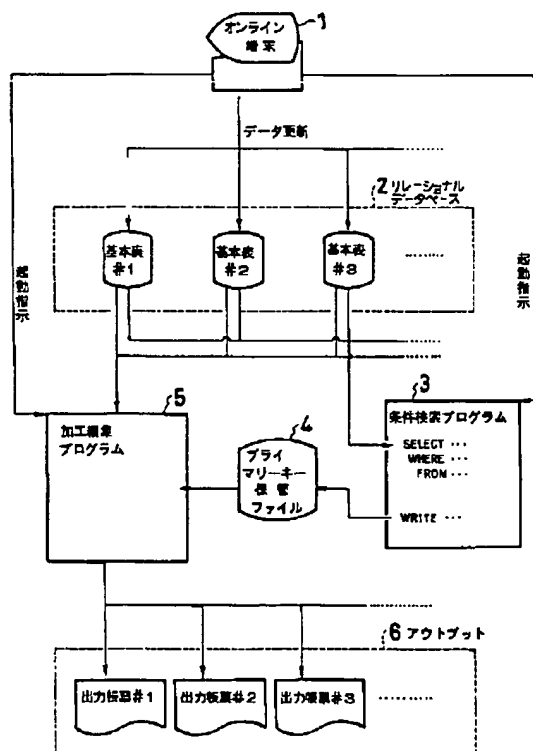 オンライン
端末
1
データ更新
2 リレーショナル
データベース
基本表
#1
基本表
#2
基本表
#3
........
起動指示
起動指示
5
加工編集
プログラム
4
プライ
マリーキー
保管
ファイル
3
条件検索プログラム
SELECT ...
WHERE ...
FROM ...
WRITE ...
6 アウトプット
出力帳票#1
出力帳票#2
出力帳票#3
........